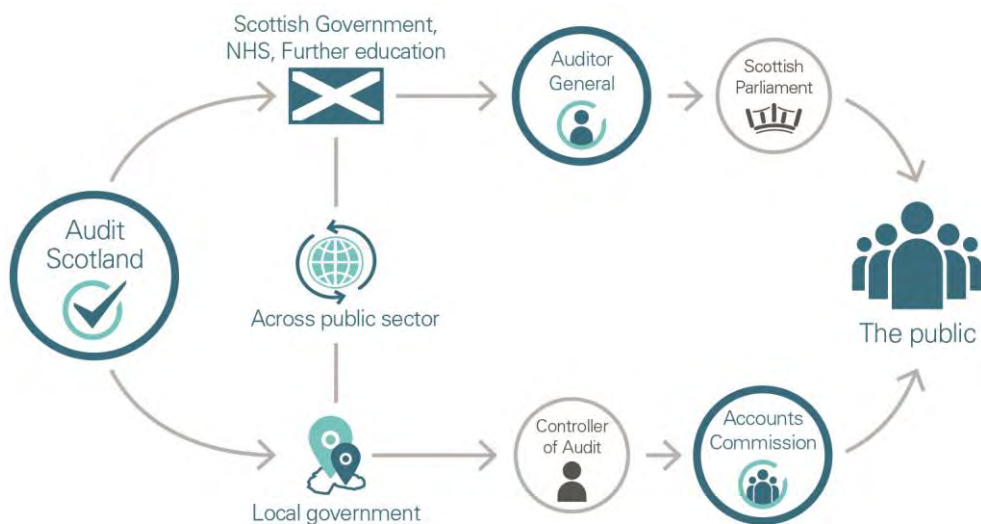 Scottish Government,
NHS, Further education
Auditor
General
Scottish
Parliament
Audit
Scotland
Across public sector
The public
Controller
of Audit
Accounts
Commission
Local government